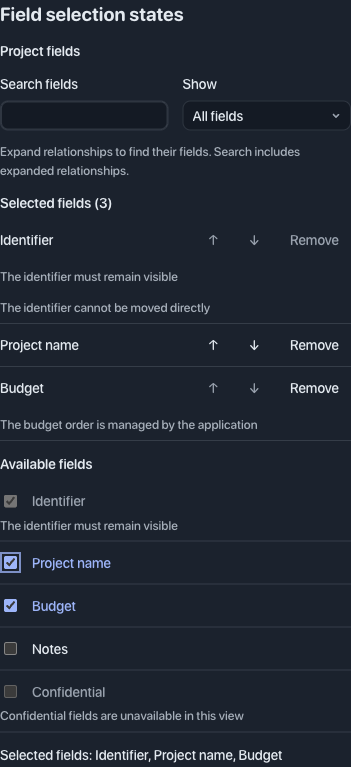 Field selection states
Project fields
Search fields
Show
All fields
Expand relationships to find their fields. Search includes
expanded relationships.
Selected fields (3)
Identifier ↑ ↓ Remove
The identifier must remain visible
The identifier cannot be moved directly
Project name ↑ ↓ Remove
Budget ↑ ↓ Remove
The budget order is managed by the application
Available fields
Identifier
The identifier must remain visible
Project name
Budget
Notes
Confidential
Confidential fields are unavailable in this view
Selected fields: Identifier, Project name, Budget